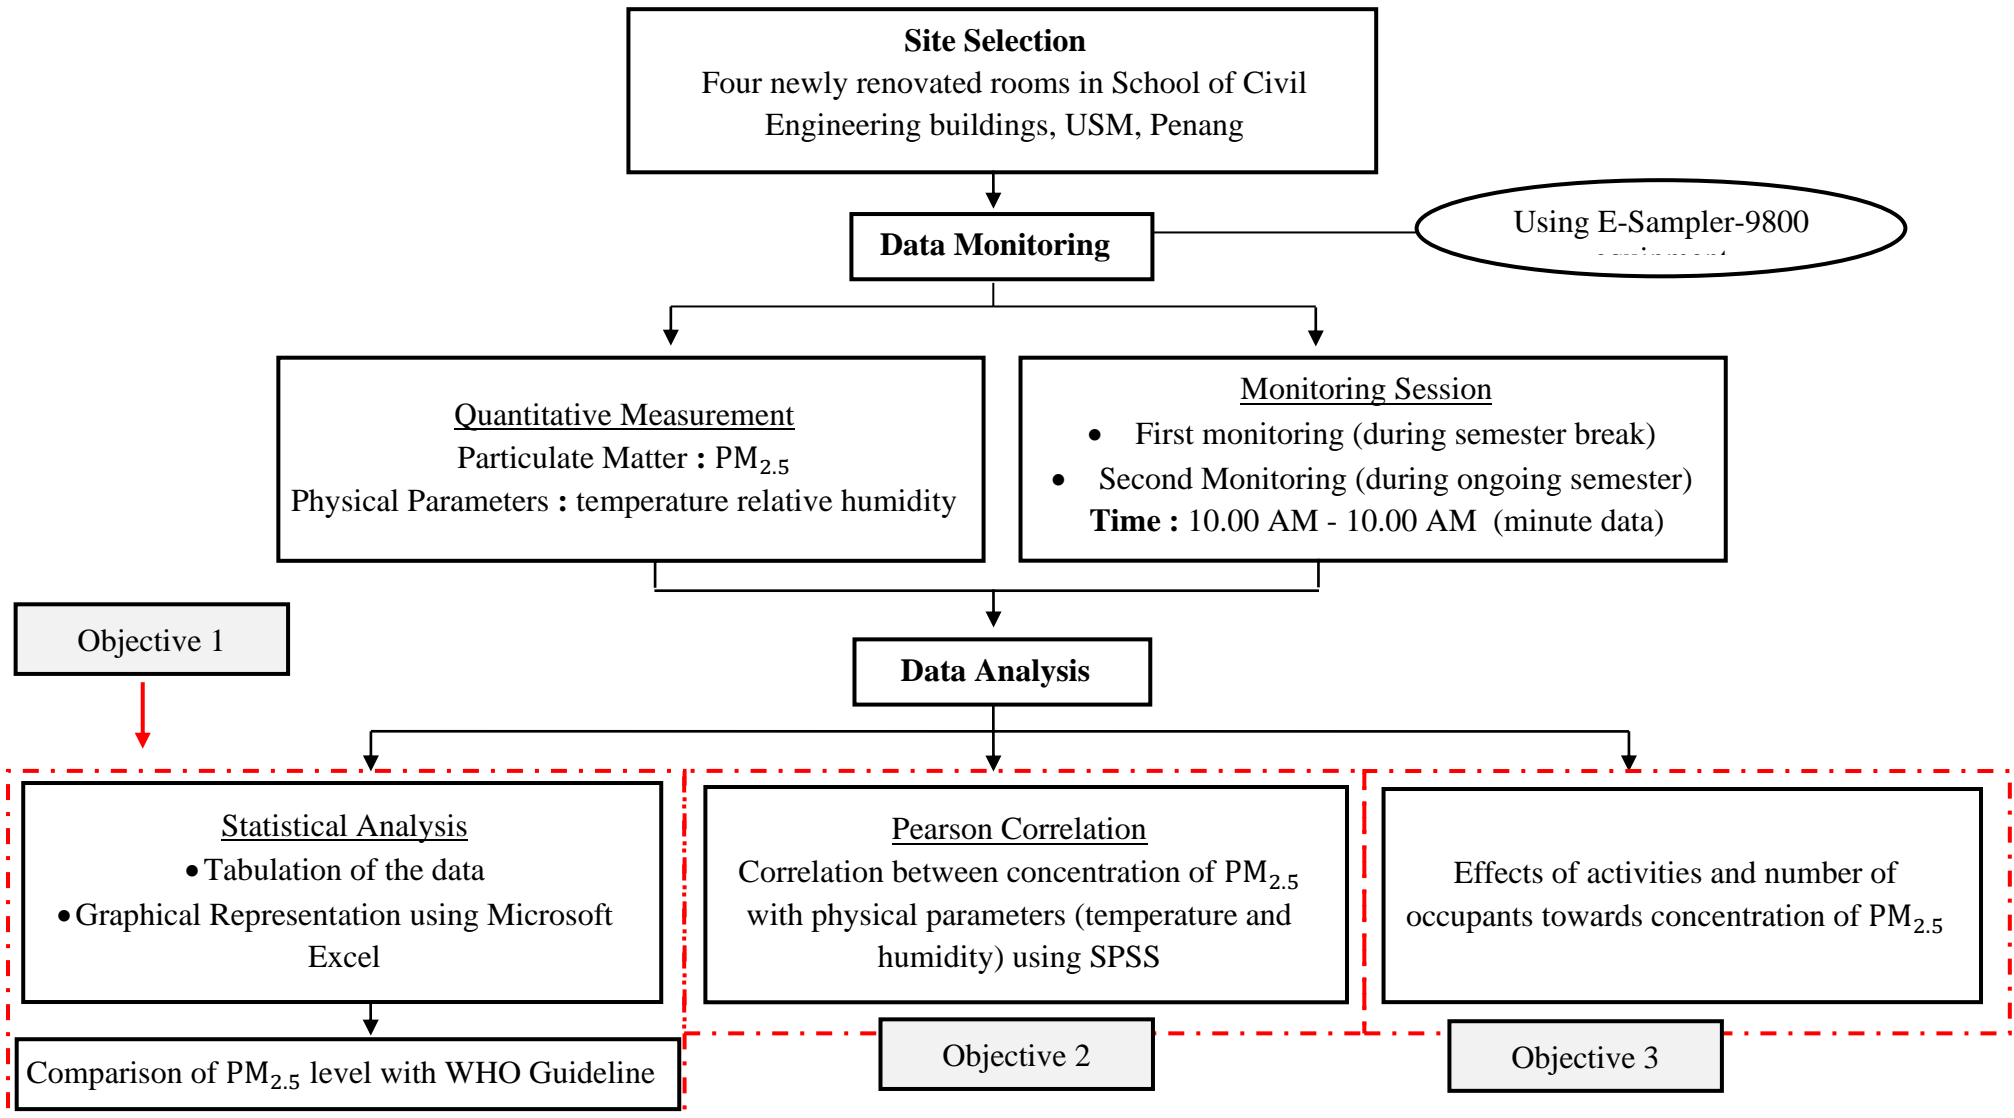 Site Selection
Four newly renovated rooms in School of Civil
Engineering buildings, USM, Penang
Data Monitoring
Using E-Sampler-9800
Quantitative Measurement
Particulate Matter : PM2.5
Physical Parameters : temperature relative humidity
Monitoring Session
• First monitoring (during semester break)
• Second Monitoring (during ongoing semester)
Time : 10.00 AM - 10.00 AM (minute data)
Objective 1
Data Analysis
Statistical Analysis
• Tabulation of the data
• Graphical Representation using Microsoft
Excel
Comparison of PM2.5 level with WHO Guideline
Pearson Correlation
Correlation between concentration of PM2.5
with physical parameters (temperature and
humidity) using SPSS
Objective 2
Effects of activities and number of
occupants towards concentration of PM2.5
Objective 3